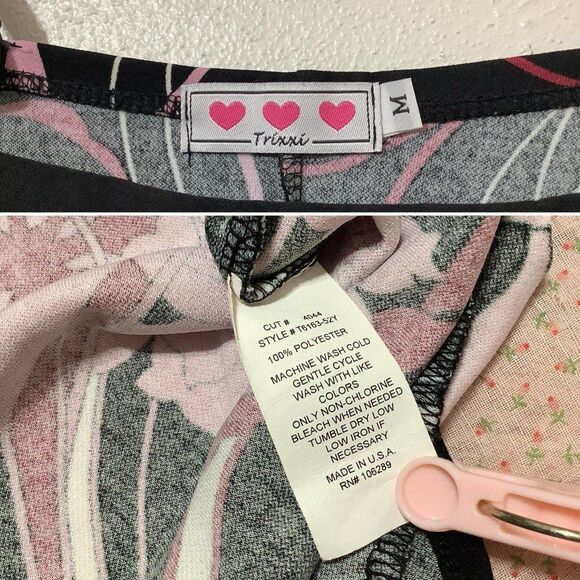 Trixxi
M
CUT # 4044
STYLE # T6163-52Y
100% POLYESTER
MACHINE WASH COLD
GENTLE CYCLE
WASH WITH LIKE
COLORS
ONLY NON-CHLORINE
BLEACH WHEN NEEDED
TUMBLE DRY LOW
LOW IRON IF
NECESSARY
MADE IN U.S.A.
RN# 106289